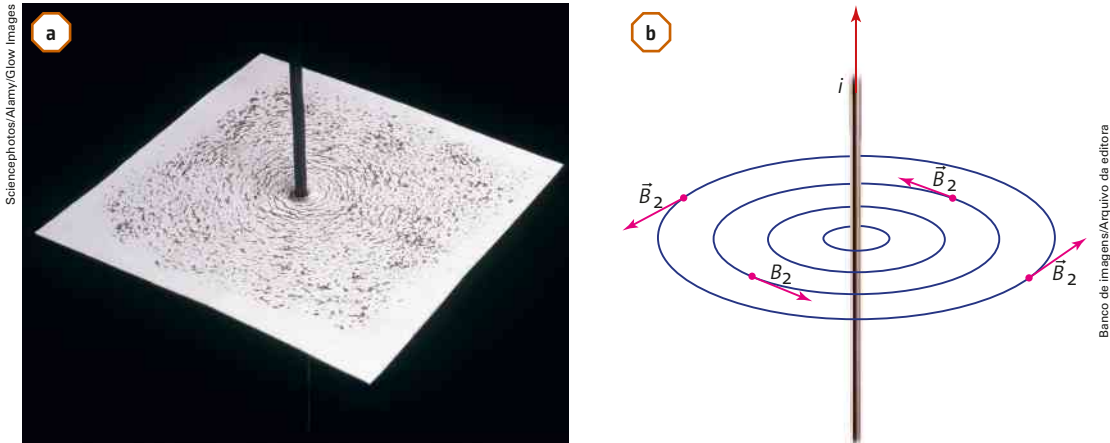 Sciencephotos/Alamy/Glow Images
a
b
i
B⃗₂
B⃗₂
B₂
B⃗₂
Banco de imagens/Arquivo da editora